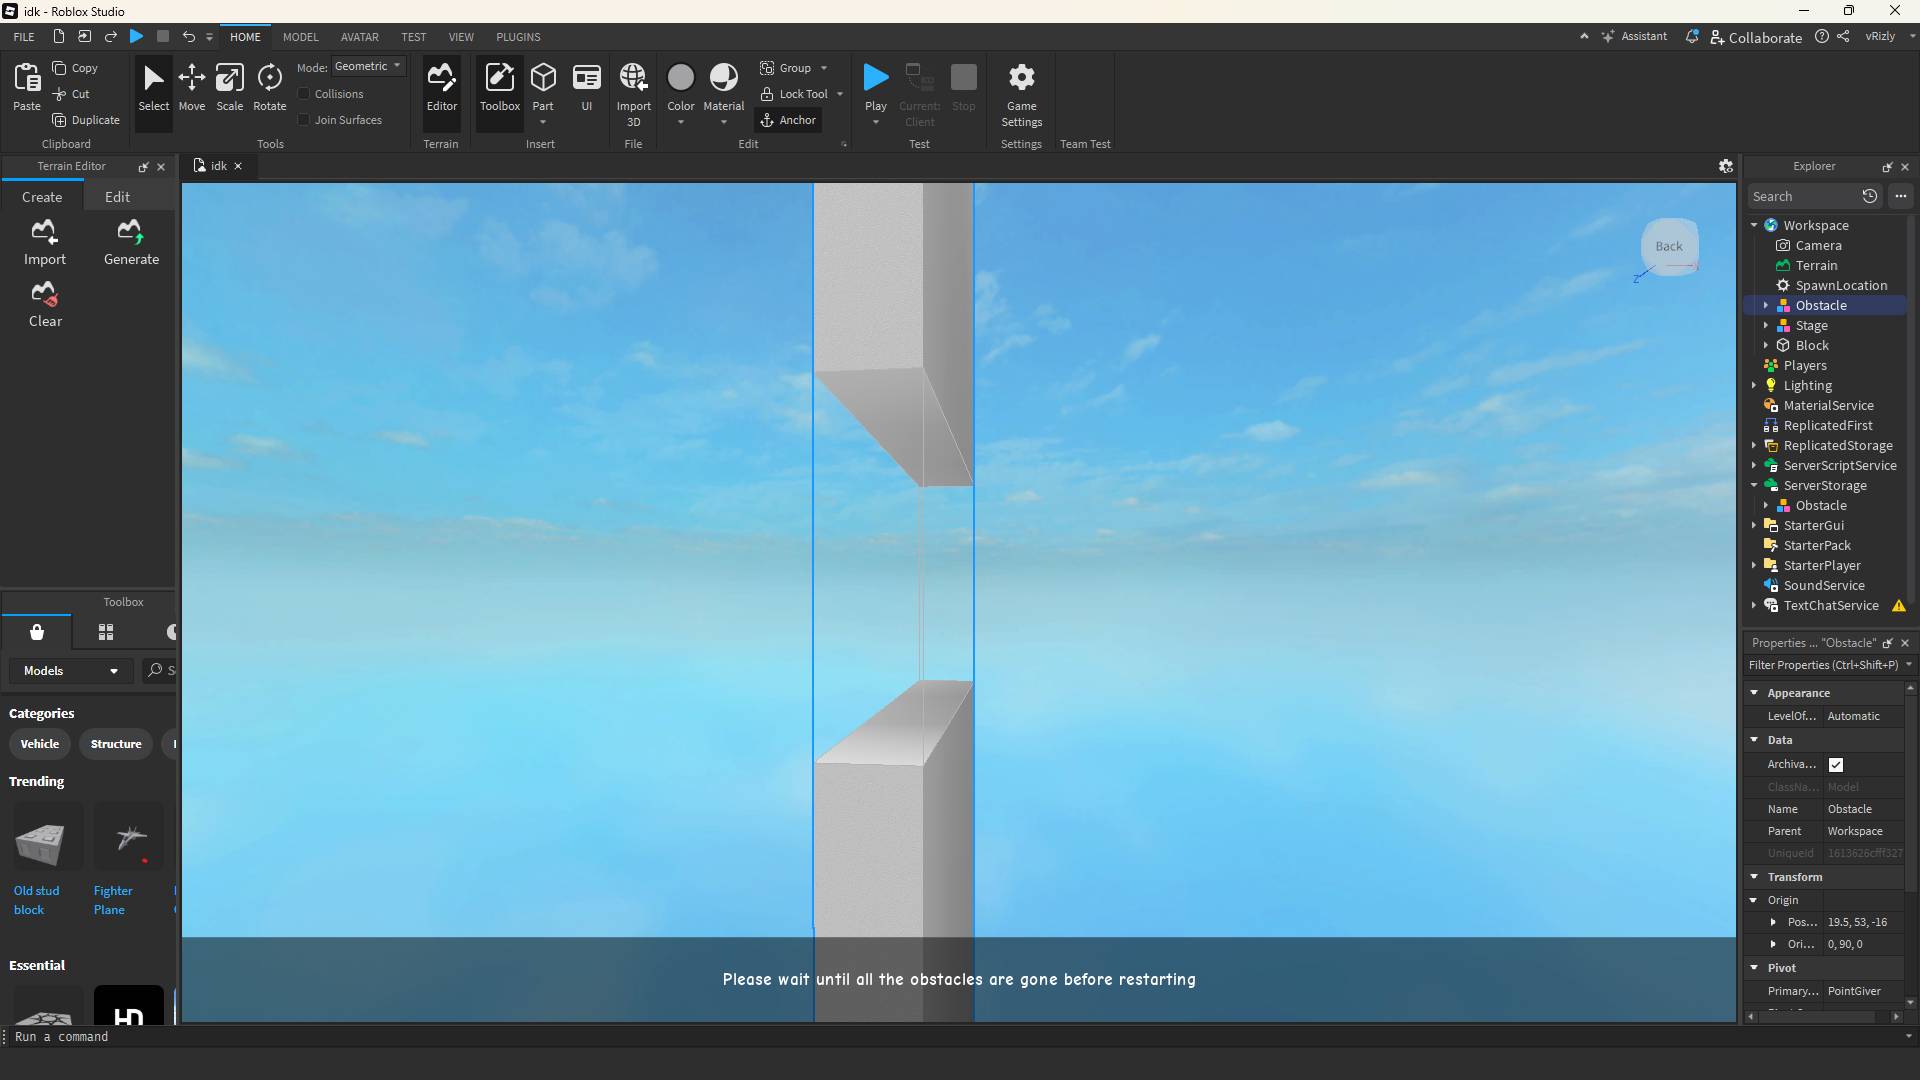 idk - Roblox Studio
FILE
HOME
MODEL
AVATAR
TEST
VIEW
PLUGINS
Assistant
Collaborate
vRizly
Paste
Copy
Cut
Duplicate
Clipboard
Select
Move
Scale
Rotate
Mode:
Geometric
Collisions
Join Surfaces
Tools
Editor
Terrain
Toolbox
Part
UI
Insert
Import
3D
File
Color
Material
Group
Lock Tool
Anchor
Edit
Play
Current:
Client
Stop
Test
Game
Settings
Settings
Team Test
Terrain Editor
Create
Edit
Import
Generate
Clear
Toolbox
Models
S
Categories
Vehicle
Structure
Trending
Old stud
block
Fighter
Plane
Essential
HD
idk
Back
Z
Please wait until all the obstacles are gone before restarting
Explorer
Search
Workspace
Camera
Terrain
SpawnLocation
Obstacle
Stage
Block
Players
Lighting
MaterialService
ReplicatedFirst
ReplicatedStorage
ServerScriptService
ServerStorage
Obstacle
StarterGui
StarterPack
StarterPlayer
SoundService
TextChatService
Properties ... "Obstacle"
Filter Properties (Ctrl+Shift+P)
Appearance
LevelOf... Automatic
Data
Archiva...
ClassNa... Model
Name Obstacle
Parent Workspace
UniqueId 1613626cfff327
Transform
Origin
Pos... 19.5, 53, -16
Ori... 0, 90, 0
Pivot
Primary... PointGiver
Run a command